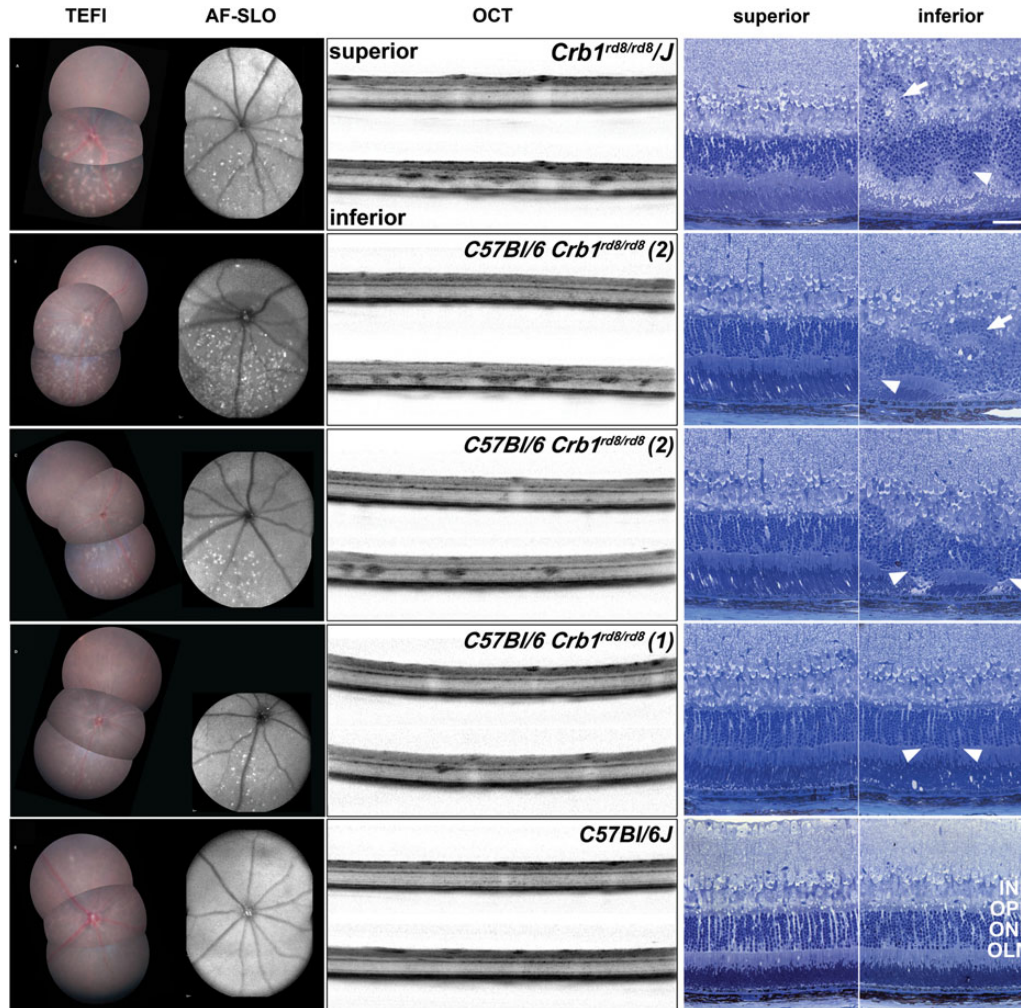 TEFI AF-SLO OCT superior inferior
A
superior Crb1rd8/rd8/J
inferior
B
C57Bl/6 Crb1rd8/rd8 (2)
C
C57Bl/6 Crb1rd8/rd8 (2)
D
C57Bl/6 Crb1rd8/rd8 (1)
E
C57Bl/6J
IN
OP
ON
OLM